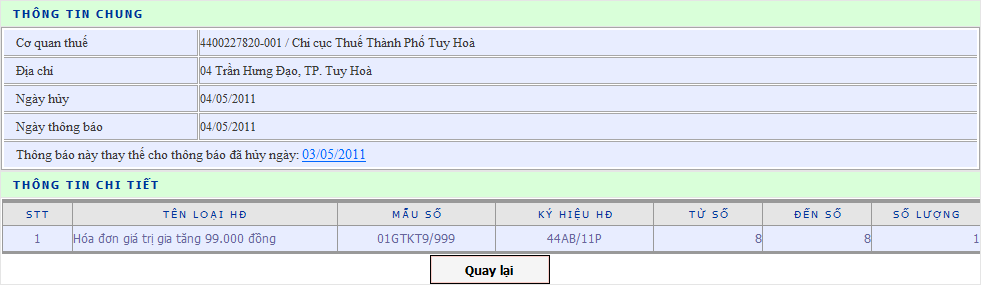 THÔNG TIN CHUNG
Cơ quan thuế 4400227820-001 / Chi cục Thuế Thành Phố Tuy Hoà
Địa chỉ 04 Trần Hưng Đạo, TP. Tuy Hoà
Ngày hủy 04/05/2011
Ngày thông báo 04/05/2011
Thông báo này thay thế cho thông báo đã hủy ngày: 03/05/2011
THÔNG TIN CHI TIẾT
STT TÊN LOẠI HĐ MẪU SỐ KÝ HIỆU HĐ TỪ SỐ ĐẾN SỐ SỐ LƯỢNG
1 Hóa đơn giá trị gia tăng 99.000 đồng 01GTKT9/999 44AB/11P 8 8 1
Quay lại